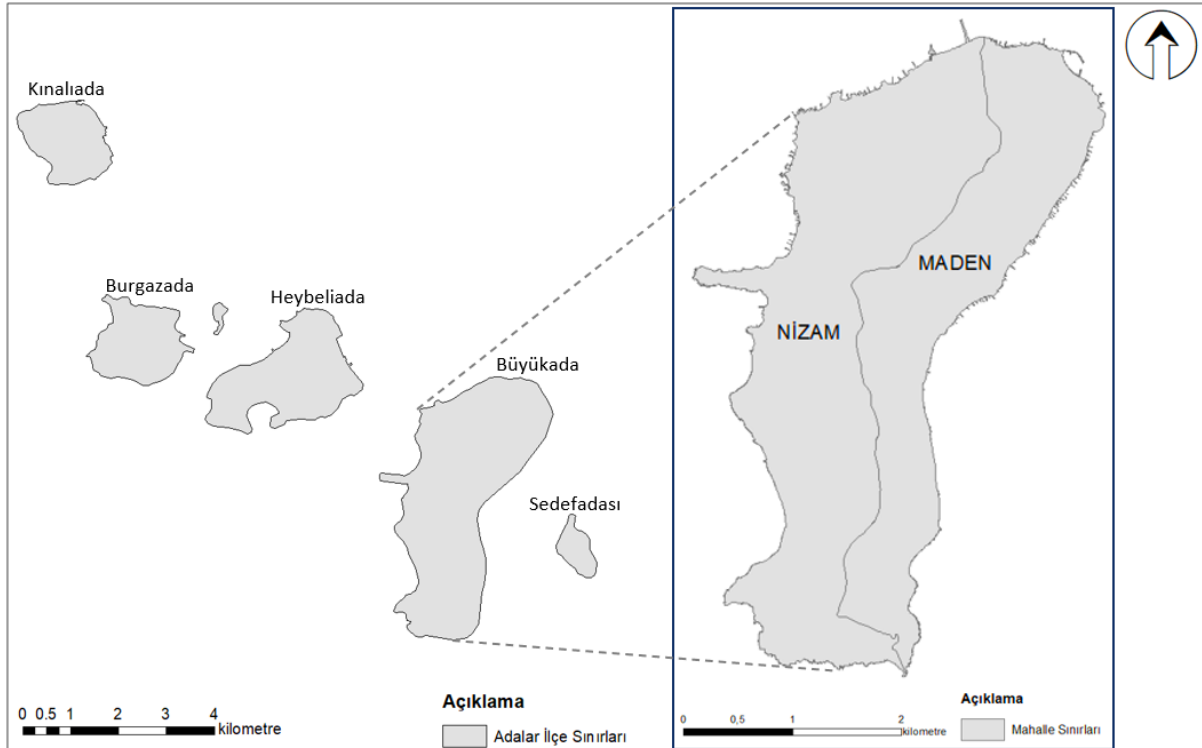 Kınalıada
Burgazada
Heybeliada
Büyükada
Sedefadası
0 0.5 1 2 3 4
kilometre
Açıklama
Adalar İlçe Sınırları
MADEN
NİZAM
0 0,5 1 2
kilometre
Açıklama
Mahalle Sınırları